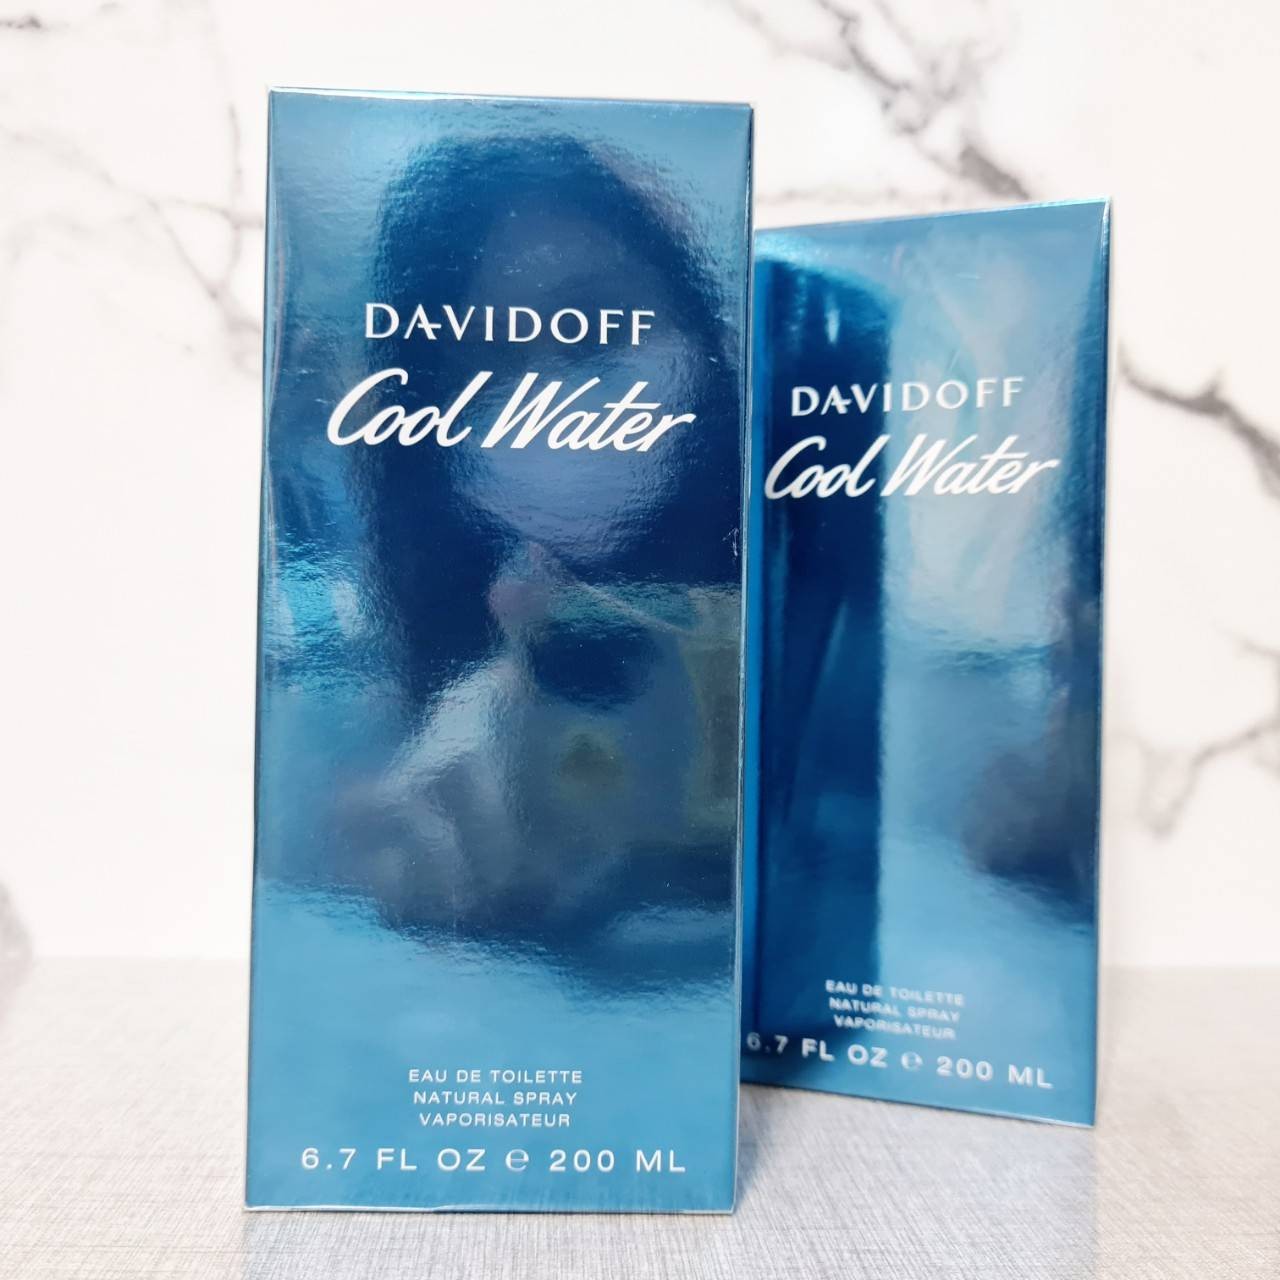 DAVIDOFF
Cool Water
EAU DE TOILETTE
NATURAL SPRAY
VAPORISATEUR
6.7 FL OZ ℮ 200 ML
DAVIDOFF
Cool Water
EAU DE TOILETTE
NATURAL SPRAY
VAPORISATEUR
6.7 FL OZ ℮ 200 ML